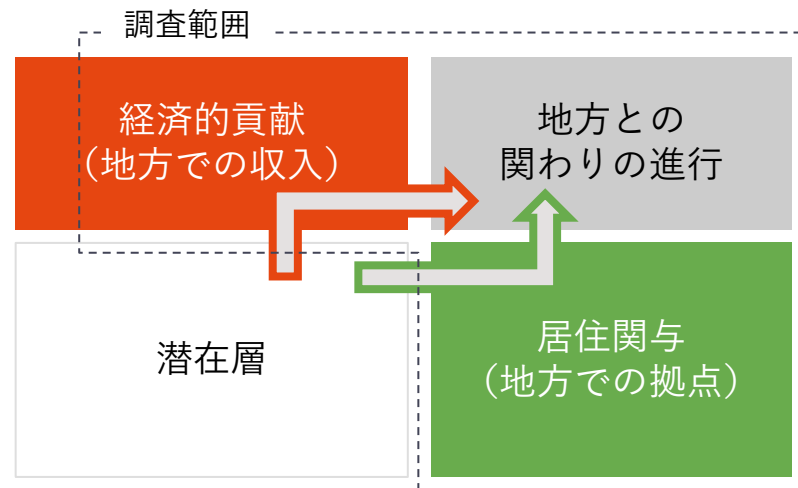 調査範囲
経済的貢献
（地方での収入）
地方との
関わりの進行
潜在層
居住関与
（地方での拠点）